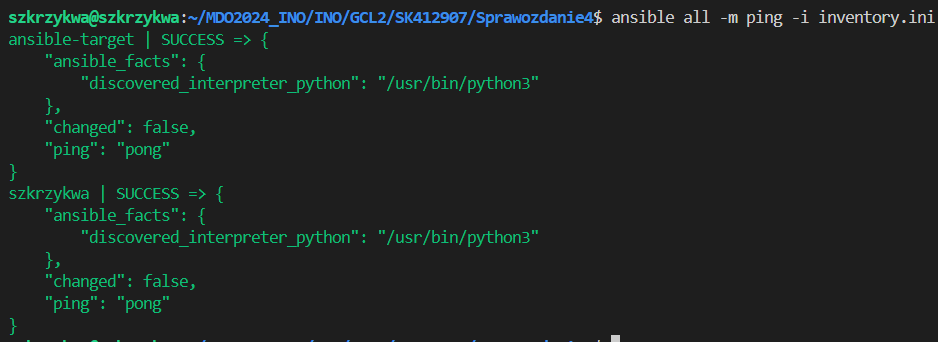 szkrzykwa@szkrzykwa:~/MDO2024_INO/INO/GCL2/SK412907/Sprawozdanie4$ ansible all -m ping -i inventory.ini
ansible-target | SUCCESS => {
    "ansible_facts": {
        "discovered_interpreter_python": "/usr/bin/python3"
    },
    "changed": false,
    "ping": "pong"
}
szkrzykwa | SUCCESS => {
    "ansible_facts": {
        "discovered_interpreter_python": "/usr/bin/python3"
    },
    "changed": false,
    "ping": "pong"
}